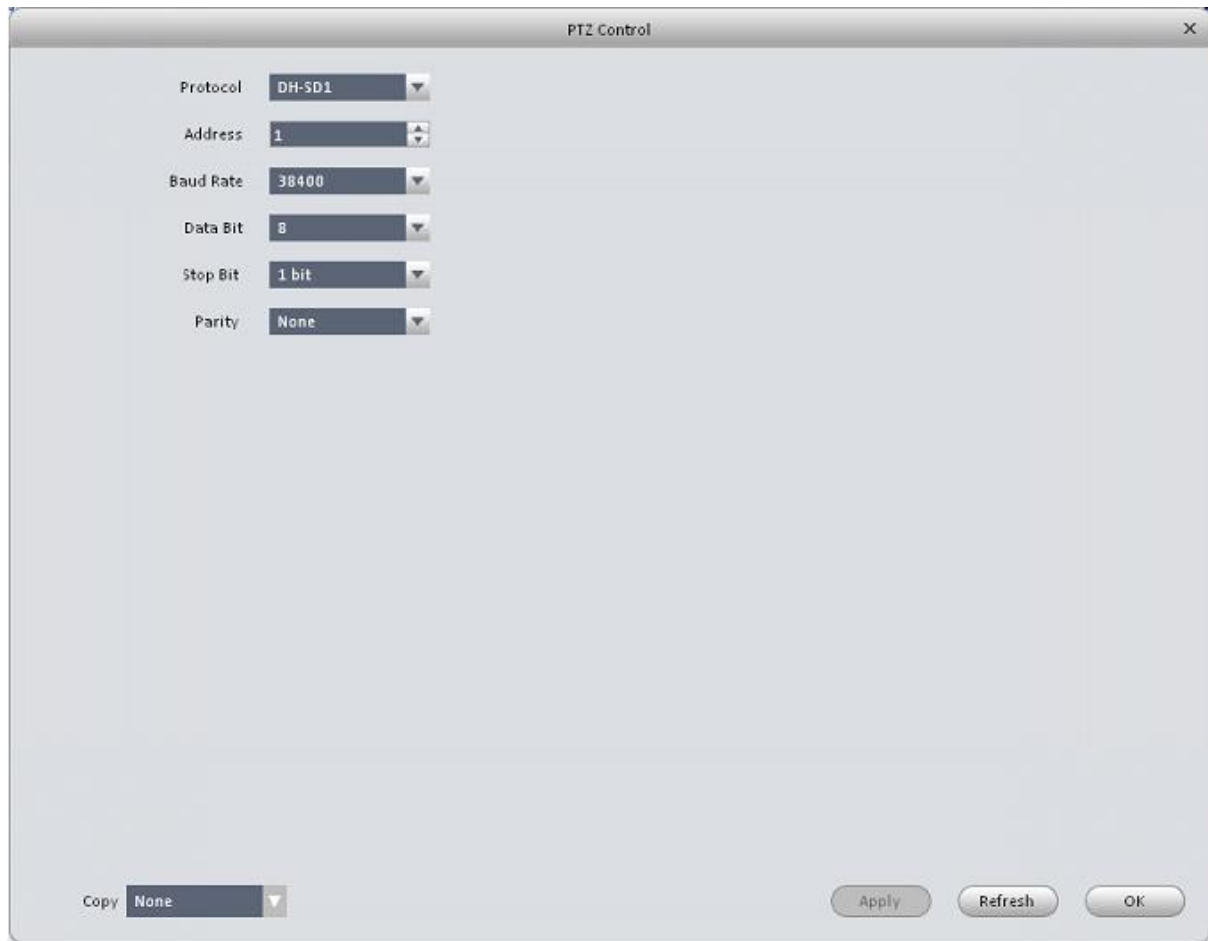 PTZ Control
Protocol DH-SD1
Address 1
Baud Rate 38400
Data Bit 8
Stop Bit 1 bit
Parity None
Copy None Apply Refresh OK